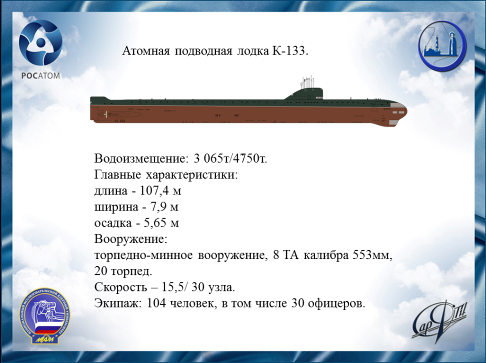 РОСАТОМ
Атомная подводная лодка К-133.
Водоизмещение: 3 065т/4750т.
Главные характеристики:
длина - 107,4 м
ширина - 7,9 м
осадка - 5,65 м
Вооружение:
торпедно-минное вооружение, 8 ТА калибра 553мм,
20 торпед.
Скорость – 15,5/ 30 узла.
Экипаж: 104 человек, в том числе 30 офицеров.